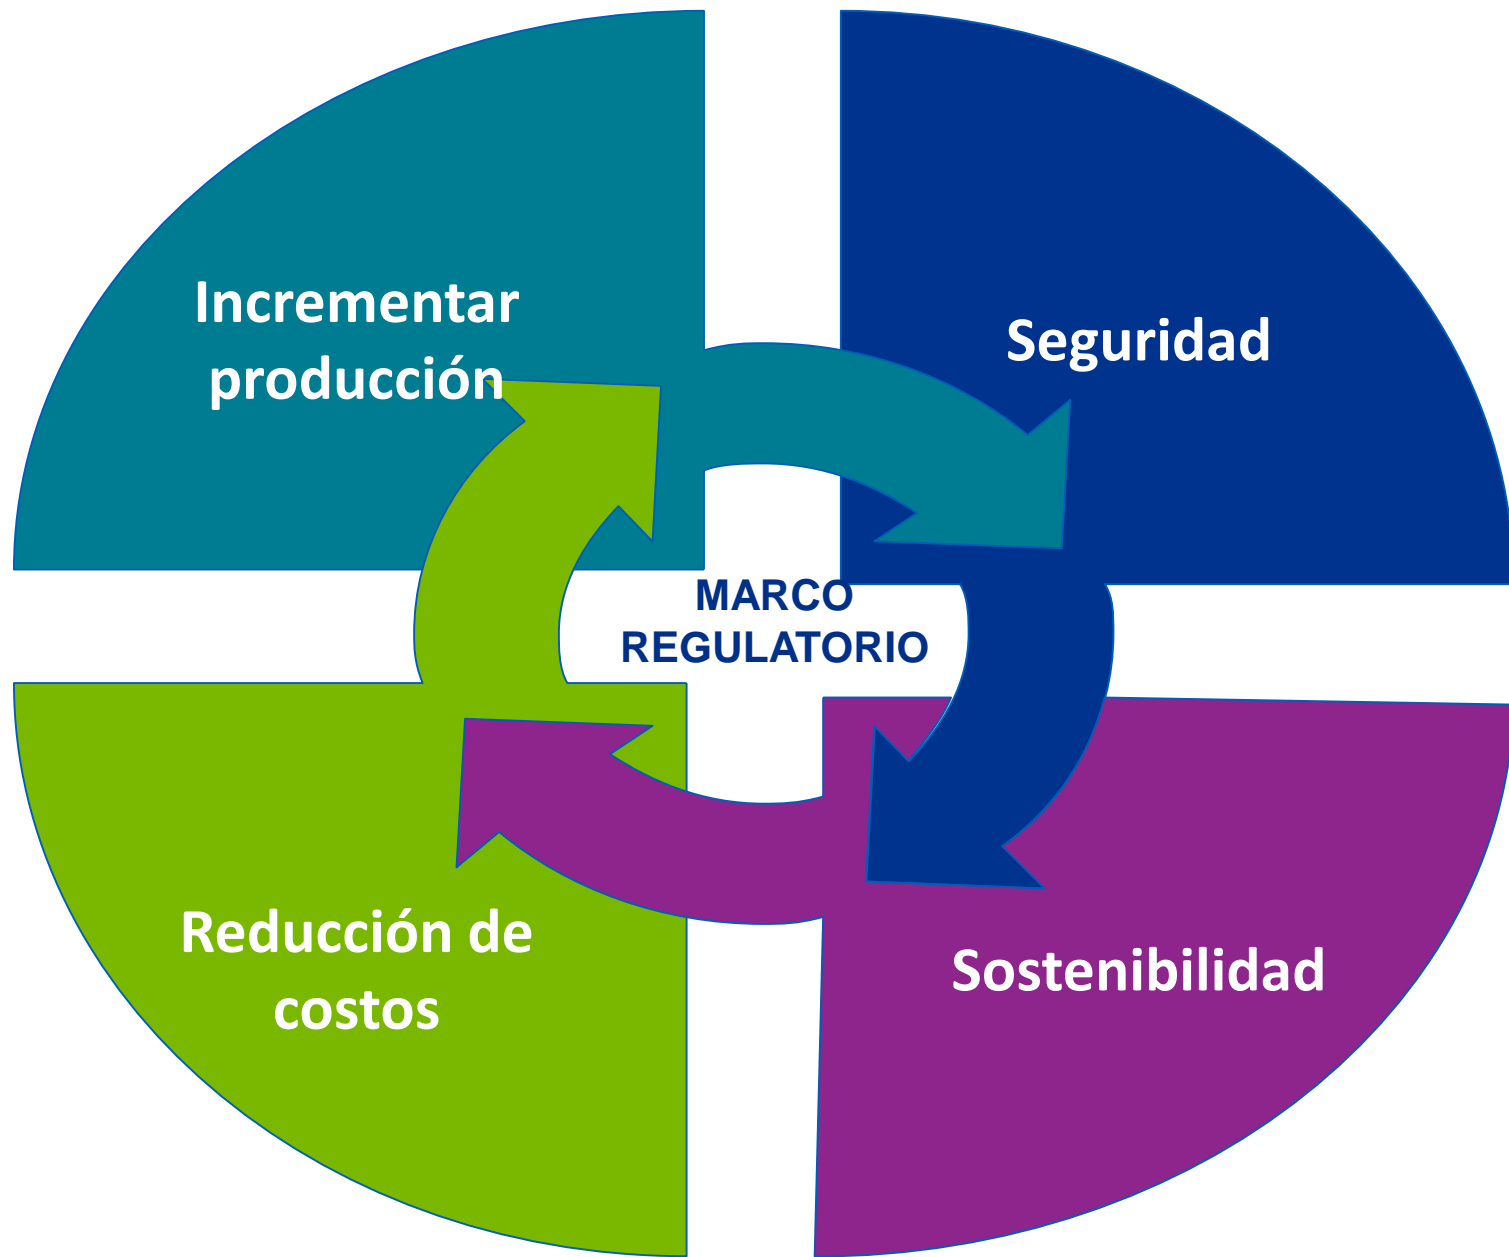 Incrementar
producción
Seguridad
MARCO
REGULATORIO
Reducción de
costos
Sostenibilidad